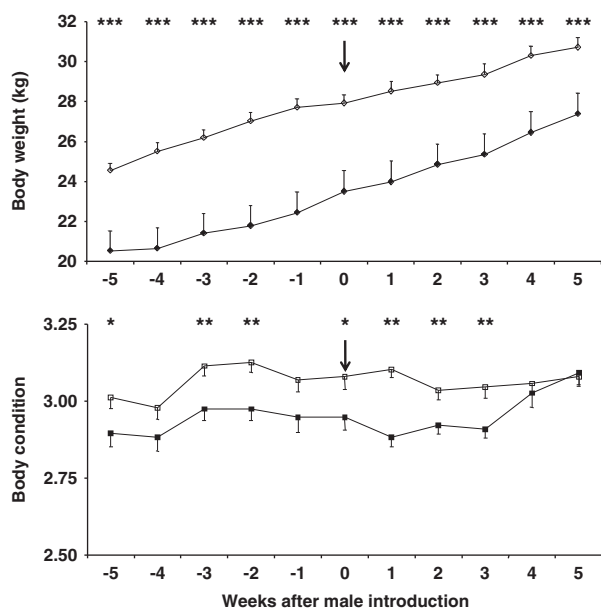 32
*** *** *** *** *** *** *** *** *** *** ***
30
28
26
24
22
20
Body weight (kg)
-5 -4 -3 -2 -1 0 1 2 3 4 5
3.25
* ** ** * ** ** **
3.00
2.75
2.50
Body condition
-5 -4 -3 -2 -1 0 1 2 3 4 5
Weeks after male introduction